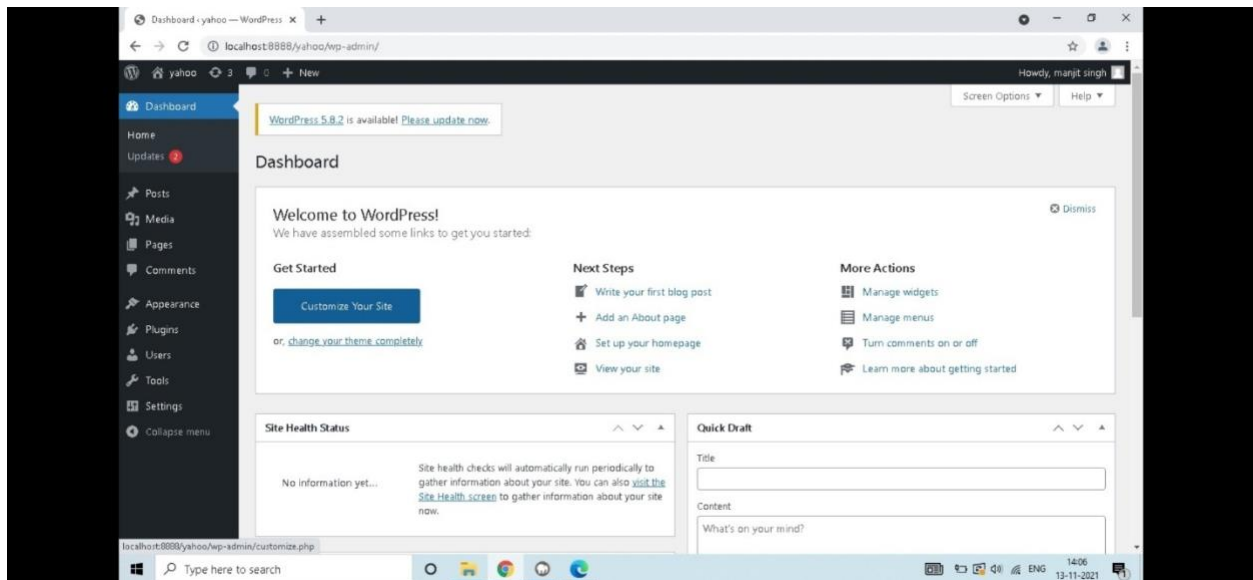 Dashboard ‹ yahoo — WordPress
localhost:8888/yahoo/wp-admin/
yahoo 3 0 + New Howdy, manjit singh
Screen Options ▼ Help ▼
Dashboard
Home
Updates 2
Posts
Media
Pages
Comments
Appearance
Plugins
Users
Tools
Settings
Collapse menu
WordPress 5.8.2 is available! Please update now.
Dashboard
Welcome to WordPress!
We have assembled some links to get you started:
Dismiss
Get Started
Customize Your Site
or, change your theme completely
Next Steps
Write your first blog post
Add an About page
Set up your homepage
View your site
More Actions
Manage widgets
Manage menus
Turn comments on or off
Learn more about getting started
Site Health Status
No information yet...
Site health checks will automatically run periodically to
gather information about your site. You can also visit the
Site Health screen to gather information about your site
now.
Quick Draft
Title
Content
What's on your mind?
localhost:8888/yahoo/wp-admin/customize.php
Type here to search
ENG
14:06
13-11-2021
1